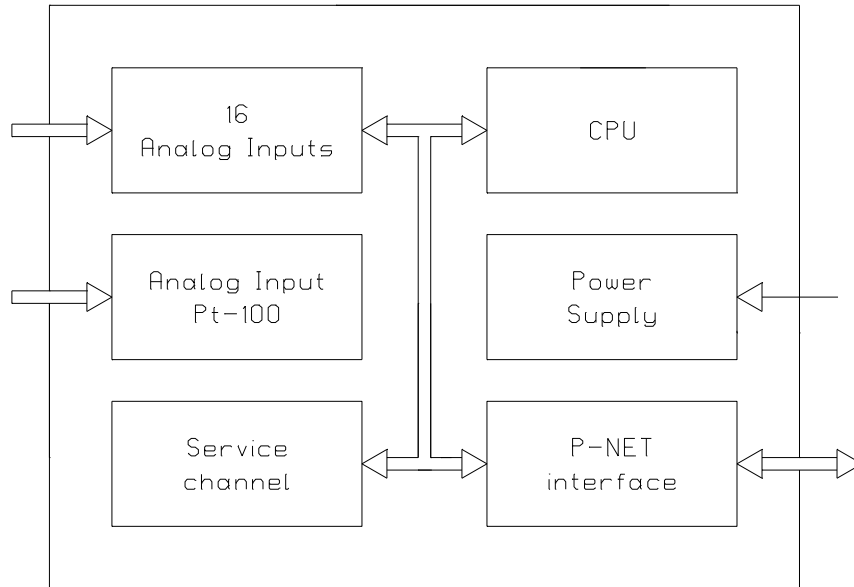 16
Analog Inputs
CPU
Analog Input
Pt-100
Power
Supply
Service
channel
P-NET
interface